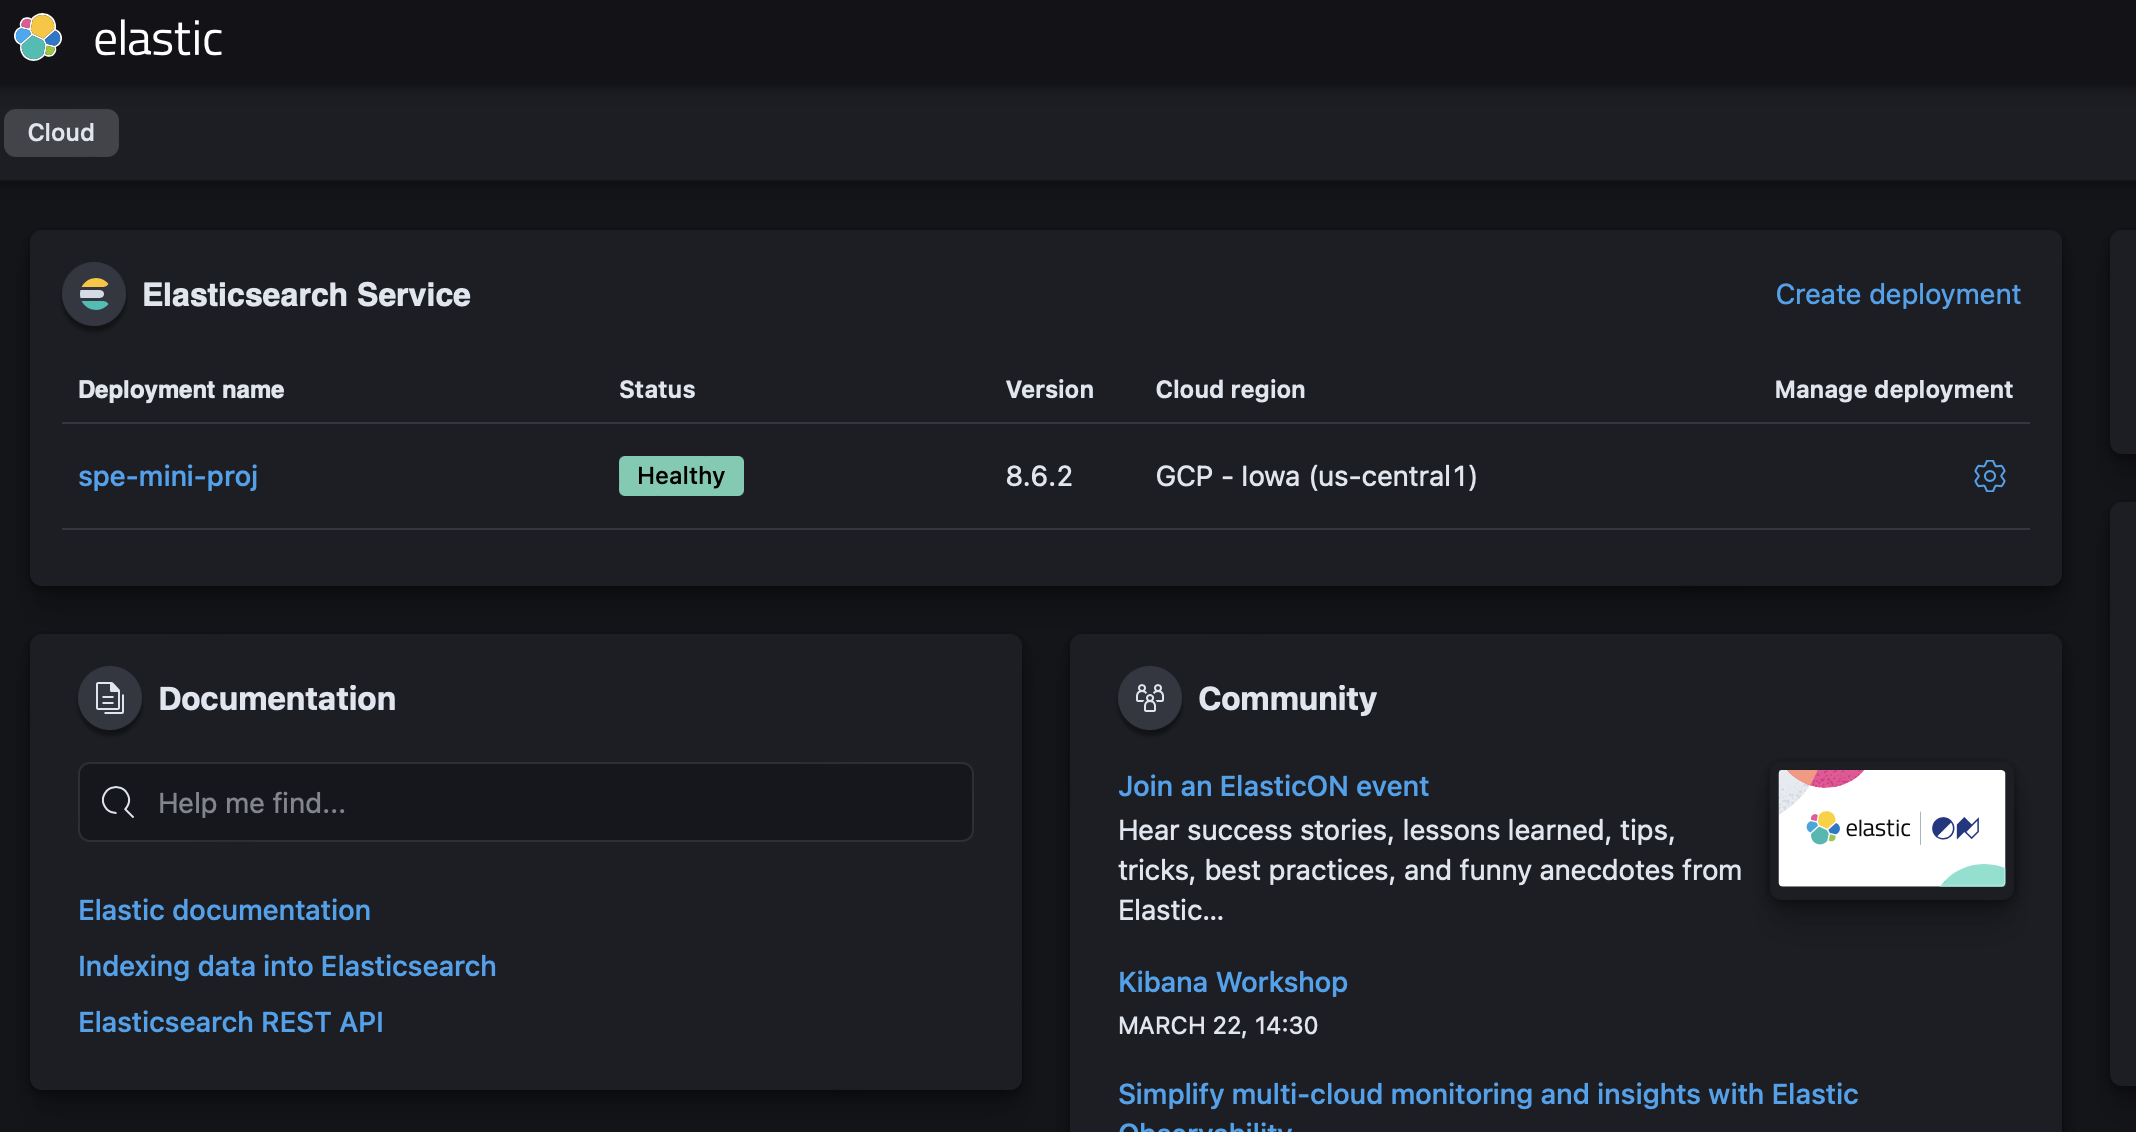 elastic
Cloud
Elasticsearch Service
Create deployment
Deployment name Status Version Cloud region Manage deployment
spe-mini-proj Healthy 8.6.2 GCP - Iowa (us-central1)
Documentation
Help me find...
Elastic documentation
Indexing data into Elasticsearch
Elasticsearch REST API
Community
Join an ElasticON event
Hear success stories, lessons learned, tips,
tricks, best practices, and funny anecdotes from
Elastic...
elastic | ON
Kibana Workshop
MARCH 22, 14:30
Simplify multi-cloud monitoring and insights with Elastic
Observability